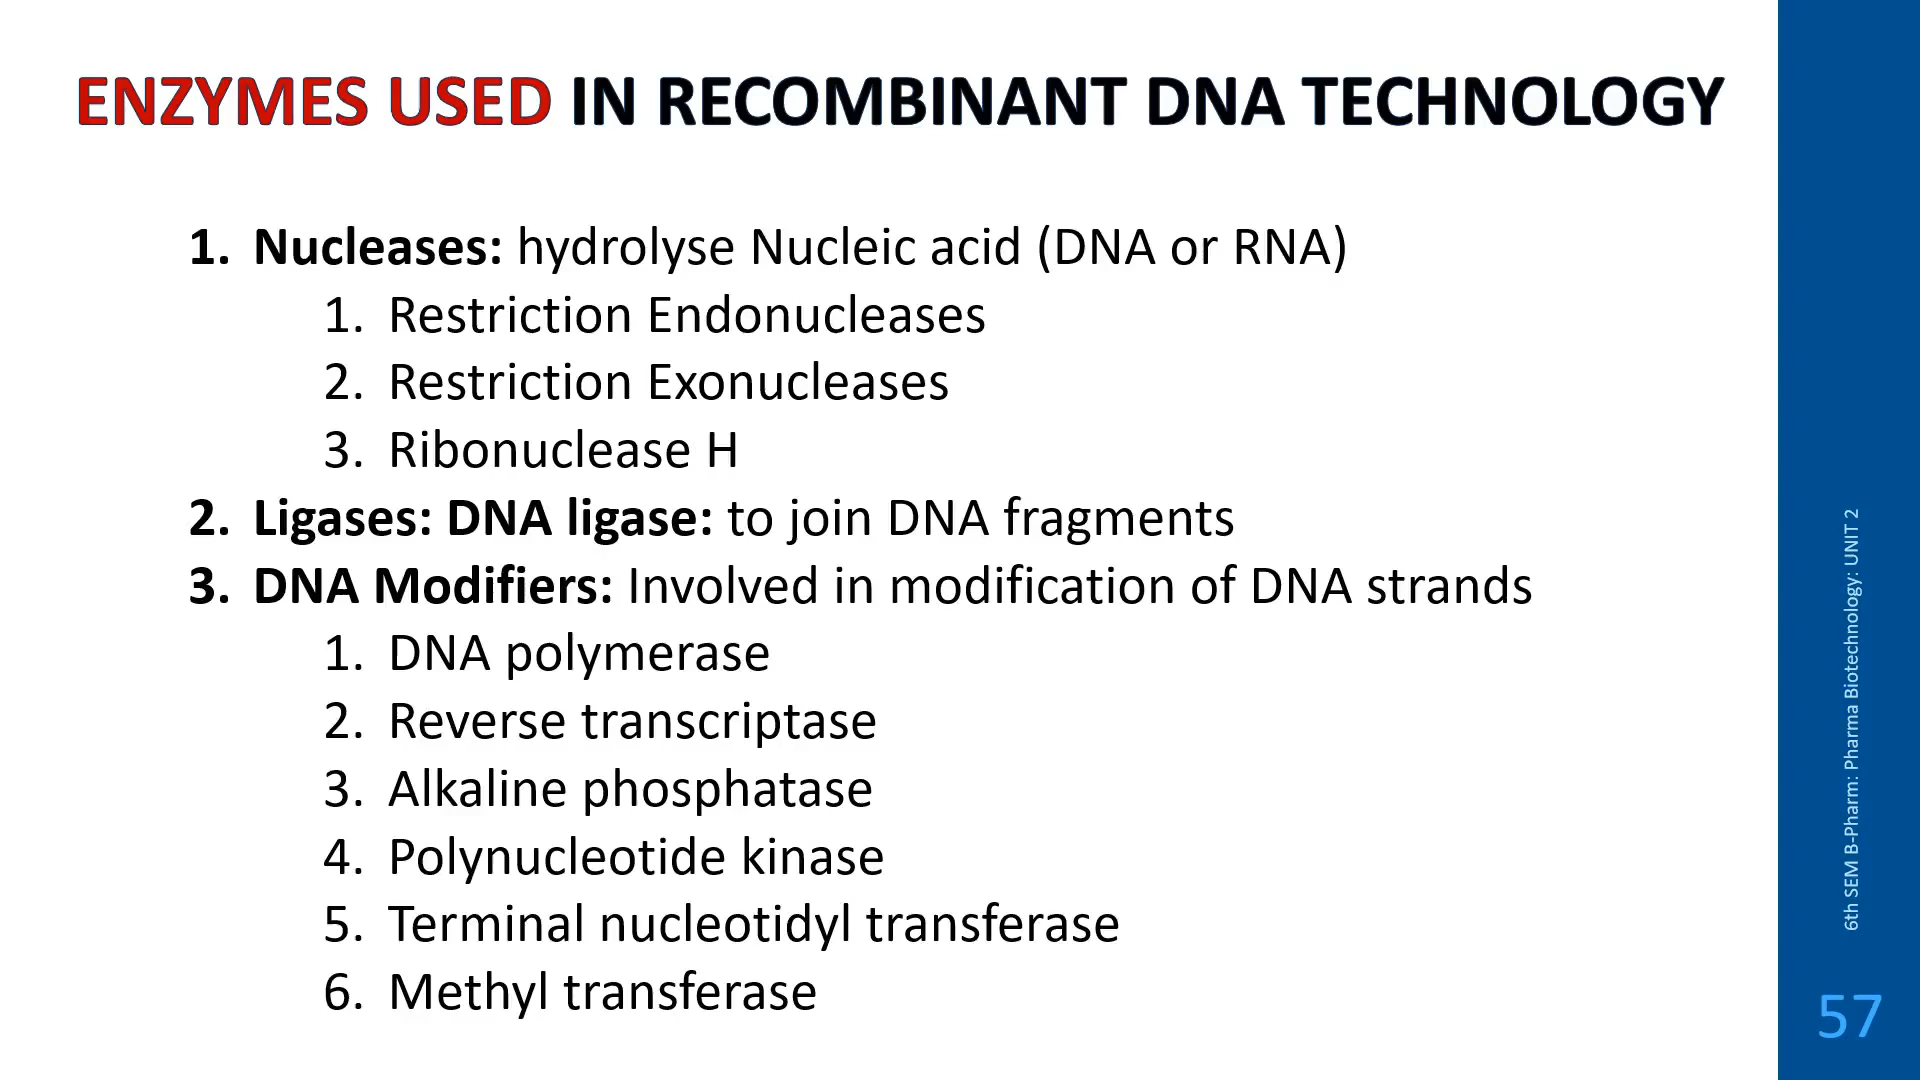 ENZYMES USED IN RECOMBINANT DNA TECHNOLOGY
1. Nucleases: hydrolyse Nucleic acid (DNA or RNA)
1. Restriction Endonucleases
2. Restriction Exonucleases
3. Ribonuclease H
2. Ligases: DNA ligase: to join DNA fragments
3. DNA Modifiers: Involved in modification of DNA strands
1. DNA polymerase
2. Reverse transcriptase
3. Alkaline phosphatase
4. Polynucleotide kinase
5. Terminal nucleotidyl transferase
6. Methyl transferase
6th SEM B-Pharm: Pharma Biotechnology: UNIT 2
57